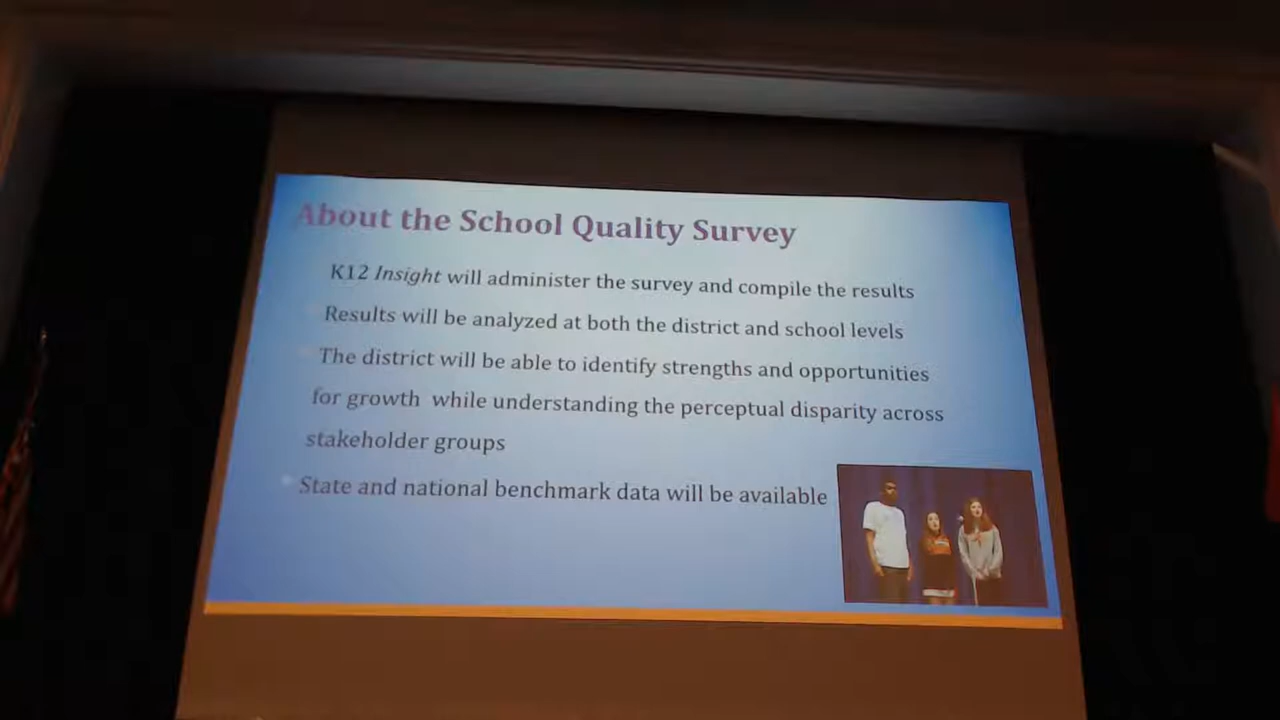 About the School Quality Survey
K12 Insight will administer the survey and compile the results
Results will be analyzed at both the district and school levels
The district will be able to identify strengths and opportunities
for growth while understanding the perceptual disparity across
stakeholder groups
State and national benchmark data will be available